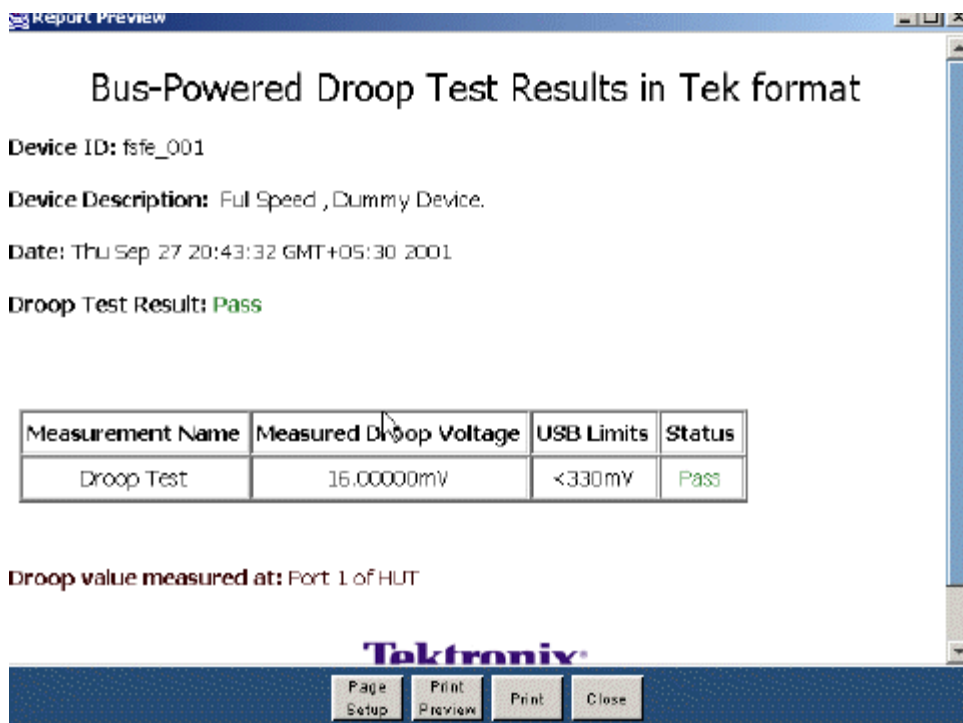 Report Preview
Bus-Powered Droop Test Results in Tek format
Device ID: fsfe_001
Device Description: Full Speed , Dummy Device.
Date: Thu Sep 27 20:43:32 GMT+05:30 2001
Droop Test Result: Pass
Measurement Name Measured Droop Voltage USB Limits Status
Droop Test 16.00000mV <330mV Pass
Droop value measured at: Port 1 of HUT
Tektronix
Page Setup Print Preview Print Close